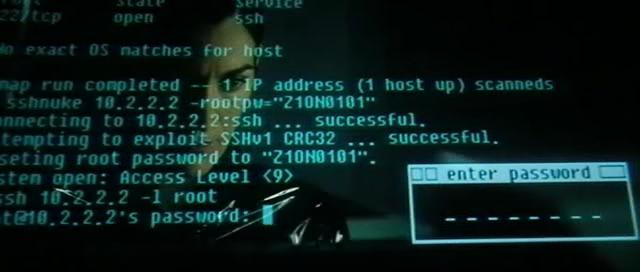 State Service
22/tcp open ssh
No exact OS matches for host
map run completed -- 1 IP address (1 host up) scanneds
sshnuke 10.2.2.2 -rootpw="Z1ON0101"
nnecting to 10.2.2.2:ssh ... successful.
tempting to exploit SSHv1 CRC32 ... successful.
seting root password to "Z1ON0101".
stem open: Access Level <9>
ssh 10.2.2.2 -l root
t@10.2.2.2's password:
enter password